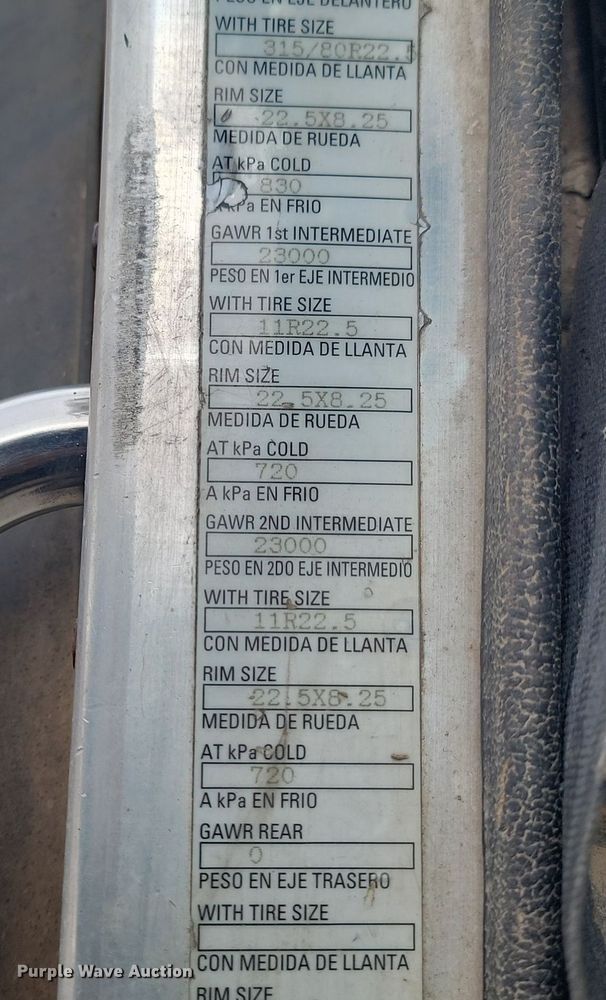 PESO EN EJE DELANTERO
WITH TIRE SIZE
315/80R22.5
CON MEDIDA DE LLANTA
RIM SIZE
22.5X8.25
MEDIDA DE RUEDA
AT kPa COLD
830
A kPa EN FRIO
GAWR 1st INTERMEDIATE
23000
PESO EN 1er EJE INTERMEDIO
WITH TIRE SIZE
11R22.5
CON MEDIDA DE LLANTA
RIM SIZE
22.5X8.25
MEDIDA DE RUEDA
AT kPa COLD
720
A kPa EN FRIO
GAWR 2ND INTERMEDIATE
23000
PESO EN 2DO EJE INTERMEDIO
WITH TIRE SIZE
11R22.5
CON MEDIDA DE LLANTA
RIM SIZE
22.5X8.25
MEDIDA DE RUEDA
AT kPa COLD
720
A kPa EN FRIO
GAWR REAR
0
PESO EN EJE TRASERO
WITH TIRE SIZE
CON MEDIDA DE LLANTA
RIM SIZE
Purple Wave Auction